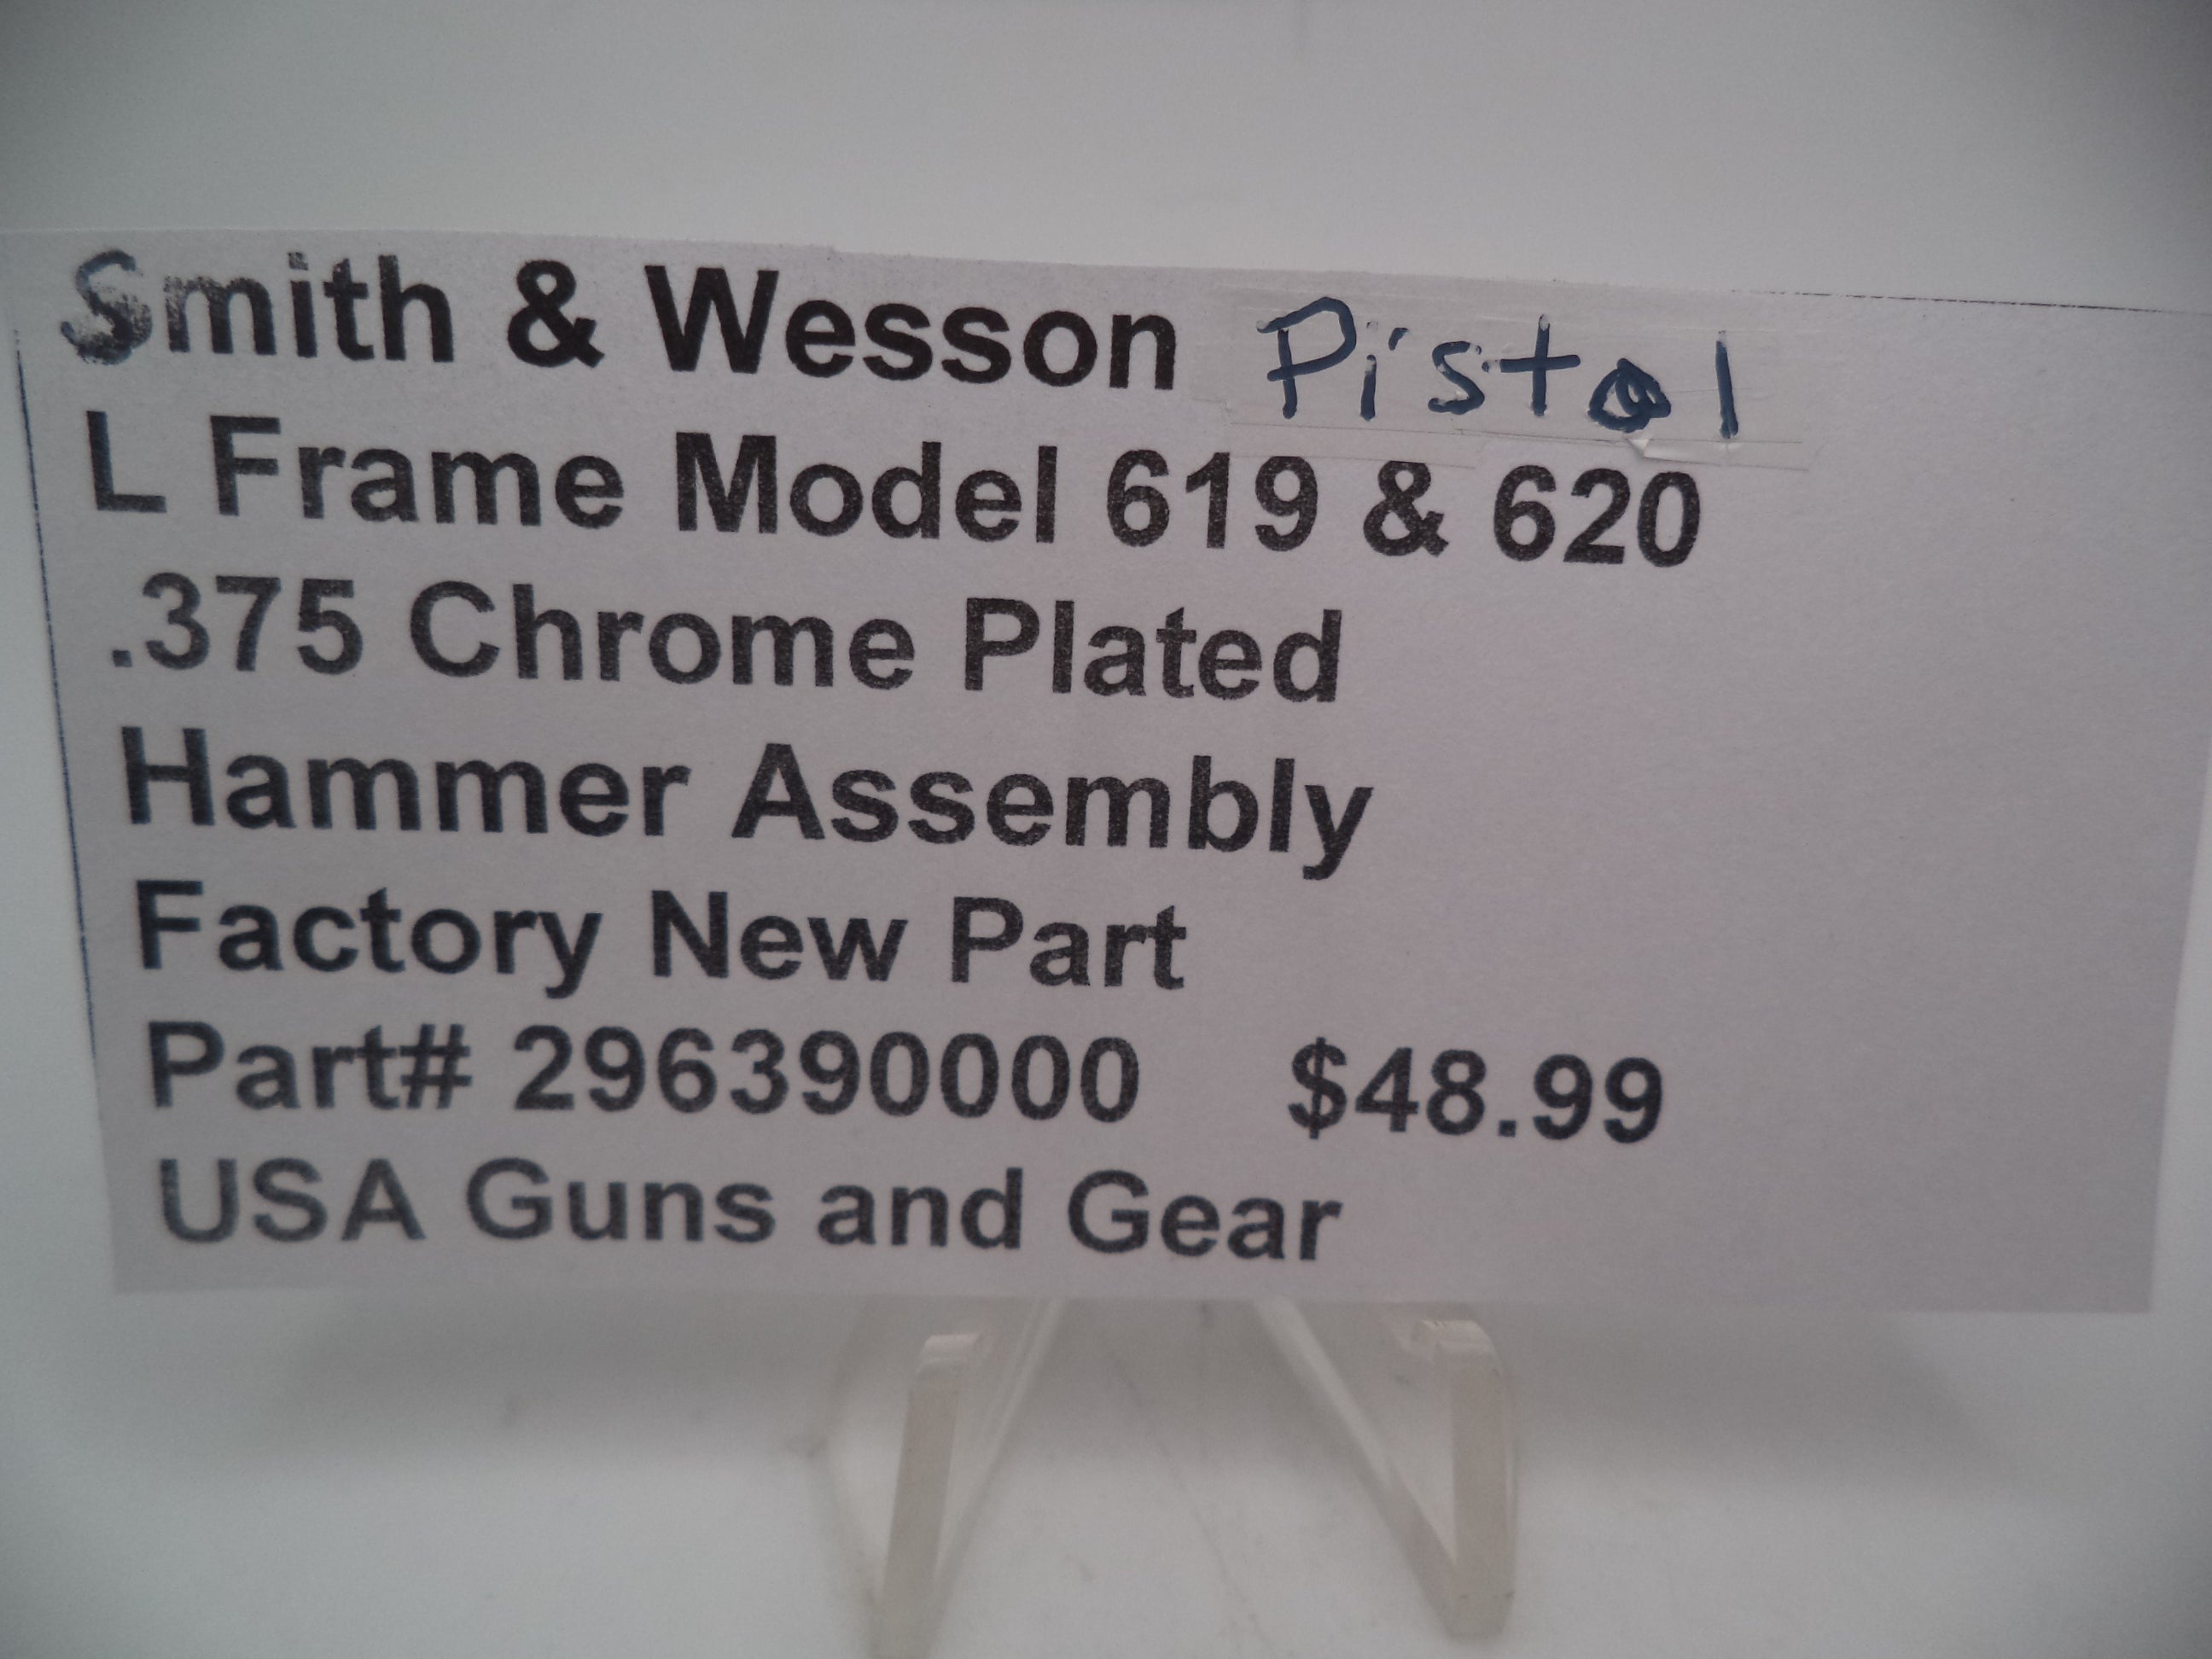 Smith & Wesson Pistol
L Frame Model 619 & 620
.375 Chrome Plated
Hammer Assembly
Factory New Part
Part# 296390000 $48.99
USA Guns and Gear